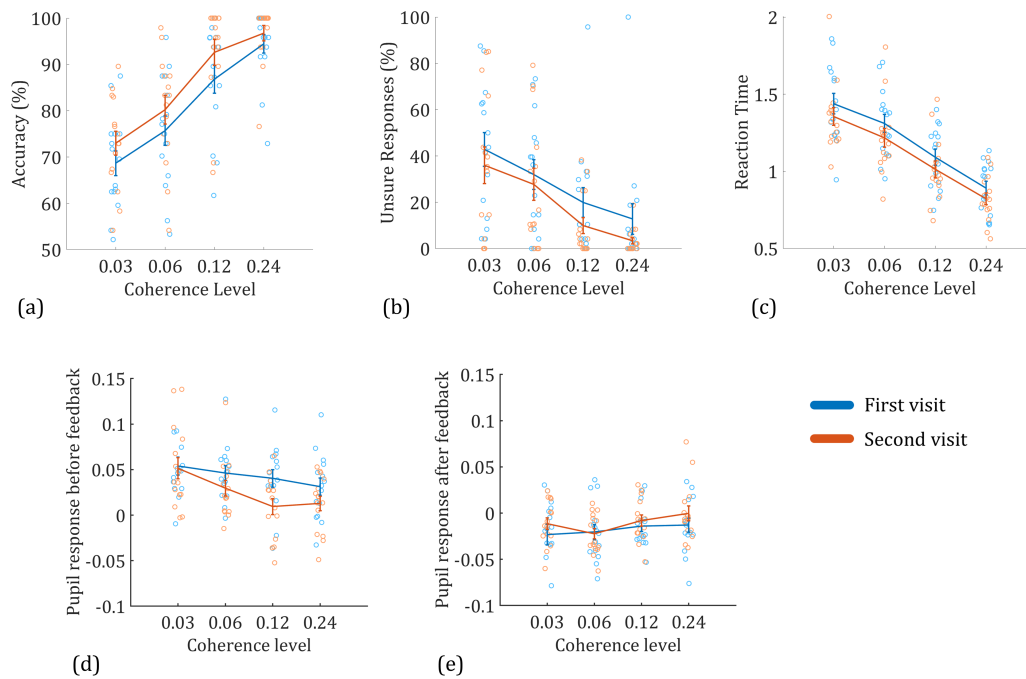 Accuracy (%)
100
90
80
70
60
50
0.03 0.06 0.12 0.24
Coherence Level
(a)
Unsure Responses (%)
100
80
60
40
20
0
0.03 0.06 0.12 0.24
Coherence Level
(b)
Reaction Time
2
1.5
1
0.5
0.03 0.06 0.12 0.24
Coherence Level
(c)
Pupil response before feedback
0.15
0.1
0.05
0
-0.05
-0.1
0.03 0.06 0.12 0.24
Coherence level
(d)
Pupil response after feedback
0.15
0.1
0.05
0
-0.05
-0.1
0.03 0.06 0.12 0.24
Coherence level
(e)
First visit
Second visit